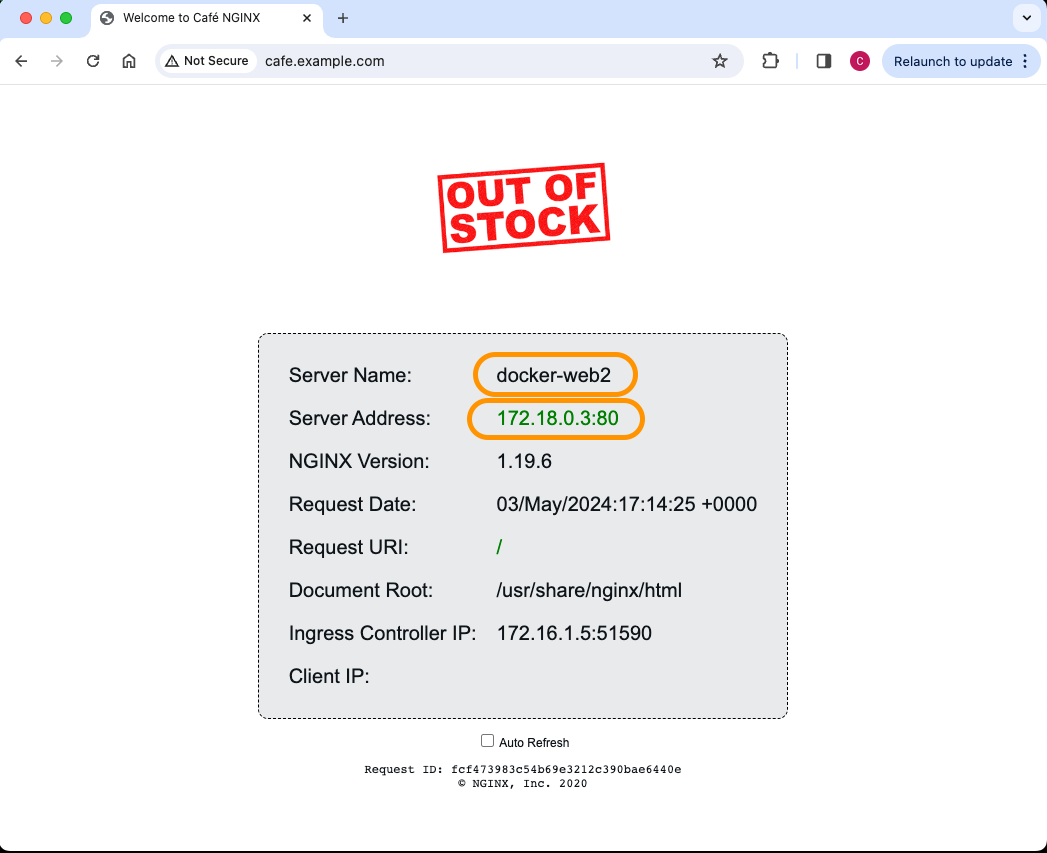 Welcome to Café NGINX
Not Secure
cafe.example.com
C
Relaunch to update
OUT OF
STOCK
Server Name: docker-web2
Server Address: 172.18.0.3:80
NGINX Version: 1.19.6
Request Date: 03/May/2024:17:14:25 +0000
Request URI: /
Document Root: /usr/share/nginx/html
Ingress Controller IP: 172.16.1.5:51590
Client IP:
Auto Refresh
Request ID: fcf473983c54b69e3212c390bae6440e
© NGINX, Inc. 2020